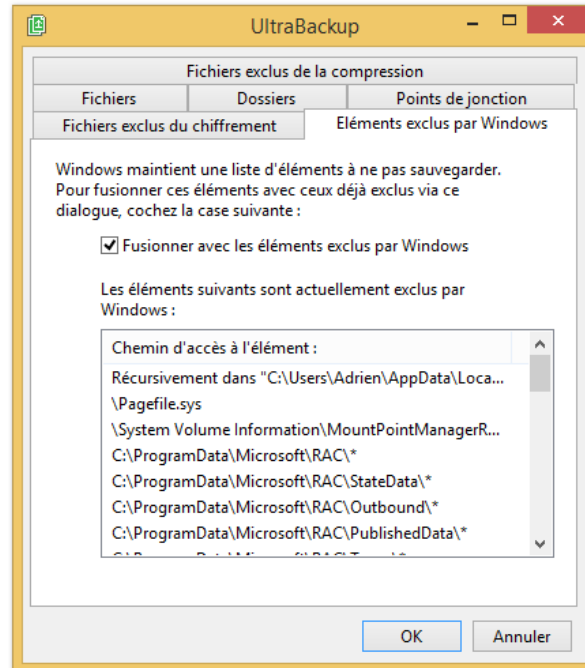 UltraBackup
Fichiers exclus de la compression
Fichiers
Dossiers
Points de jonction
Fichiers exclus du chiffrement
Eléments exclus par Windows
Windows maintient une liste d'éléments à ne pas sauvegarder.
Pour fusionner ces éléments avec ceux déjà exclus via ce
dialogue, cochez la case suivante :
Fusionner avec les éléments exclus par Windows
Les éléments suivants sont actuellement exclus par
Windows :
Chemin d'accès à l'élément :
Récursivement dans "C:\Users\Adrien\AppData\Loca...
\Pagefile.sys
\System Volume Information\MountPointManagerR...
C:\ProgramData\Microsoft\RAC\*
C:\ProgramData\Microsoft\RAC\StateData\*
C:\ProgramData\Microsoft\RAC\Outbound\*
C:\ProgramData\Microsoft\RAC\PublishedData\*
OK
Annuler